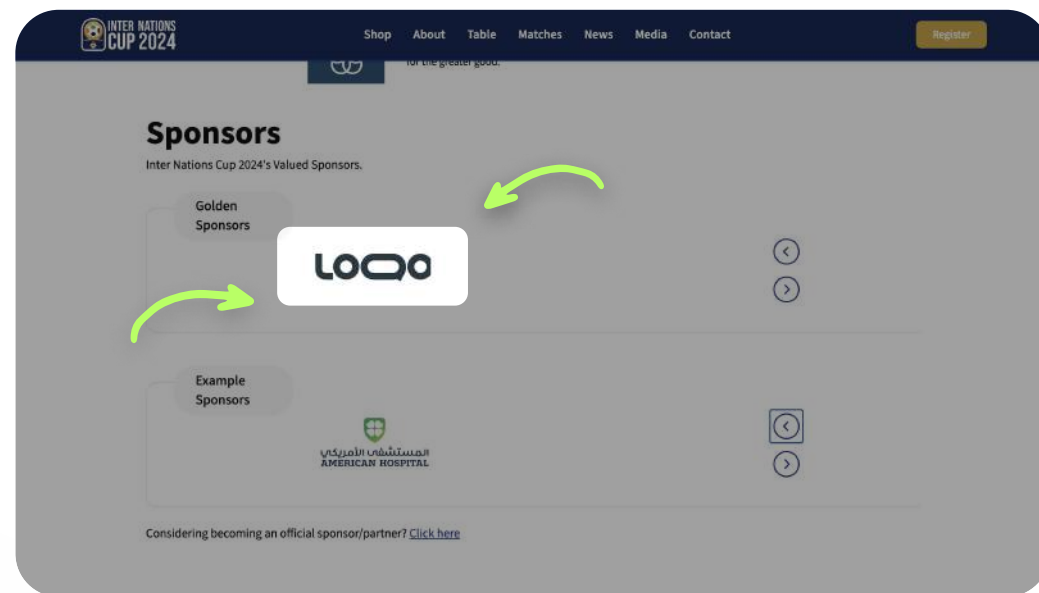 INTER NATIONS
CUP 2024
Shop About Table Matches News Media Contact
Register
for the greater good.
Sponsors
Inter Nations Cup 2024's Valued Sponsors.
Golden
Sponsors
LOQO
Example
Sponsors
المستشفى الأمريكي
AMERICAN HOSPITAL
Considering becoming an official sponsor/partner? Click here